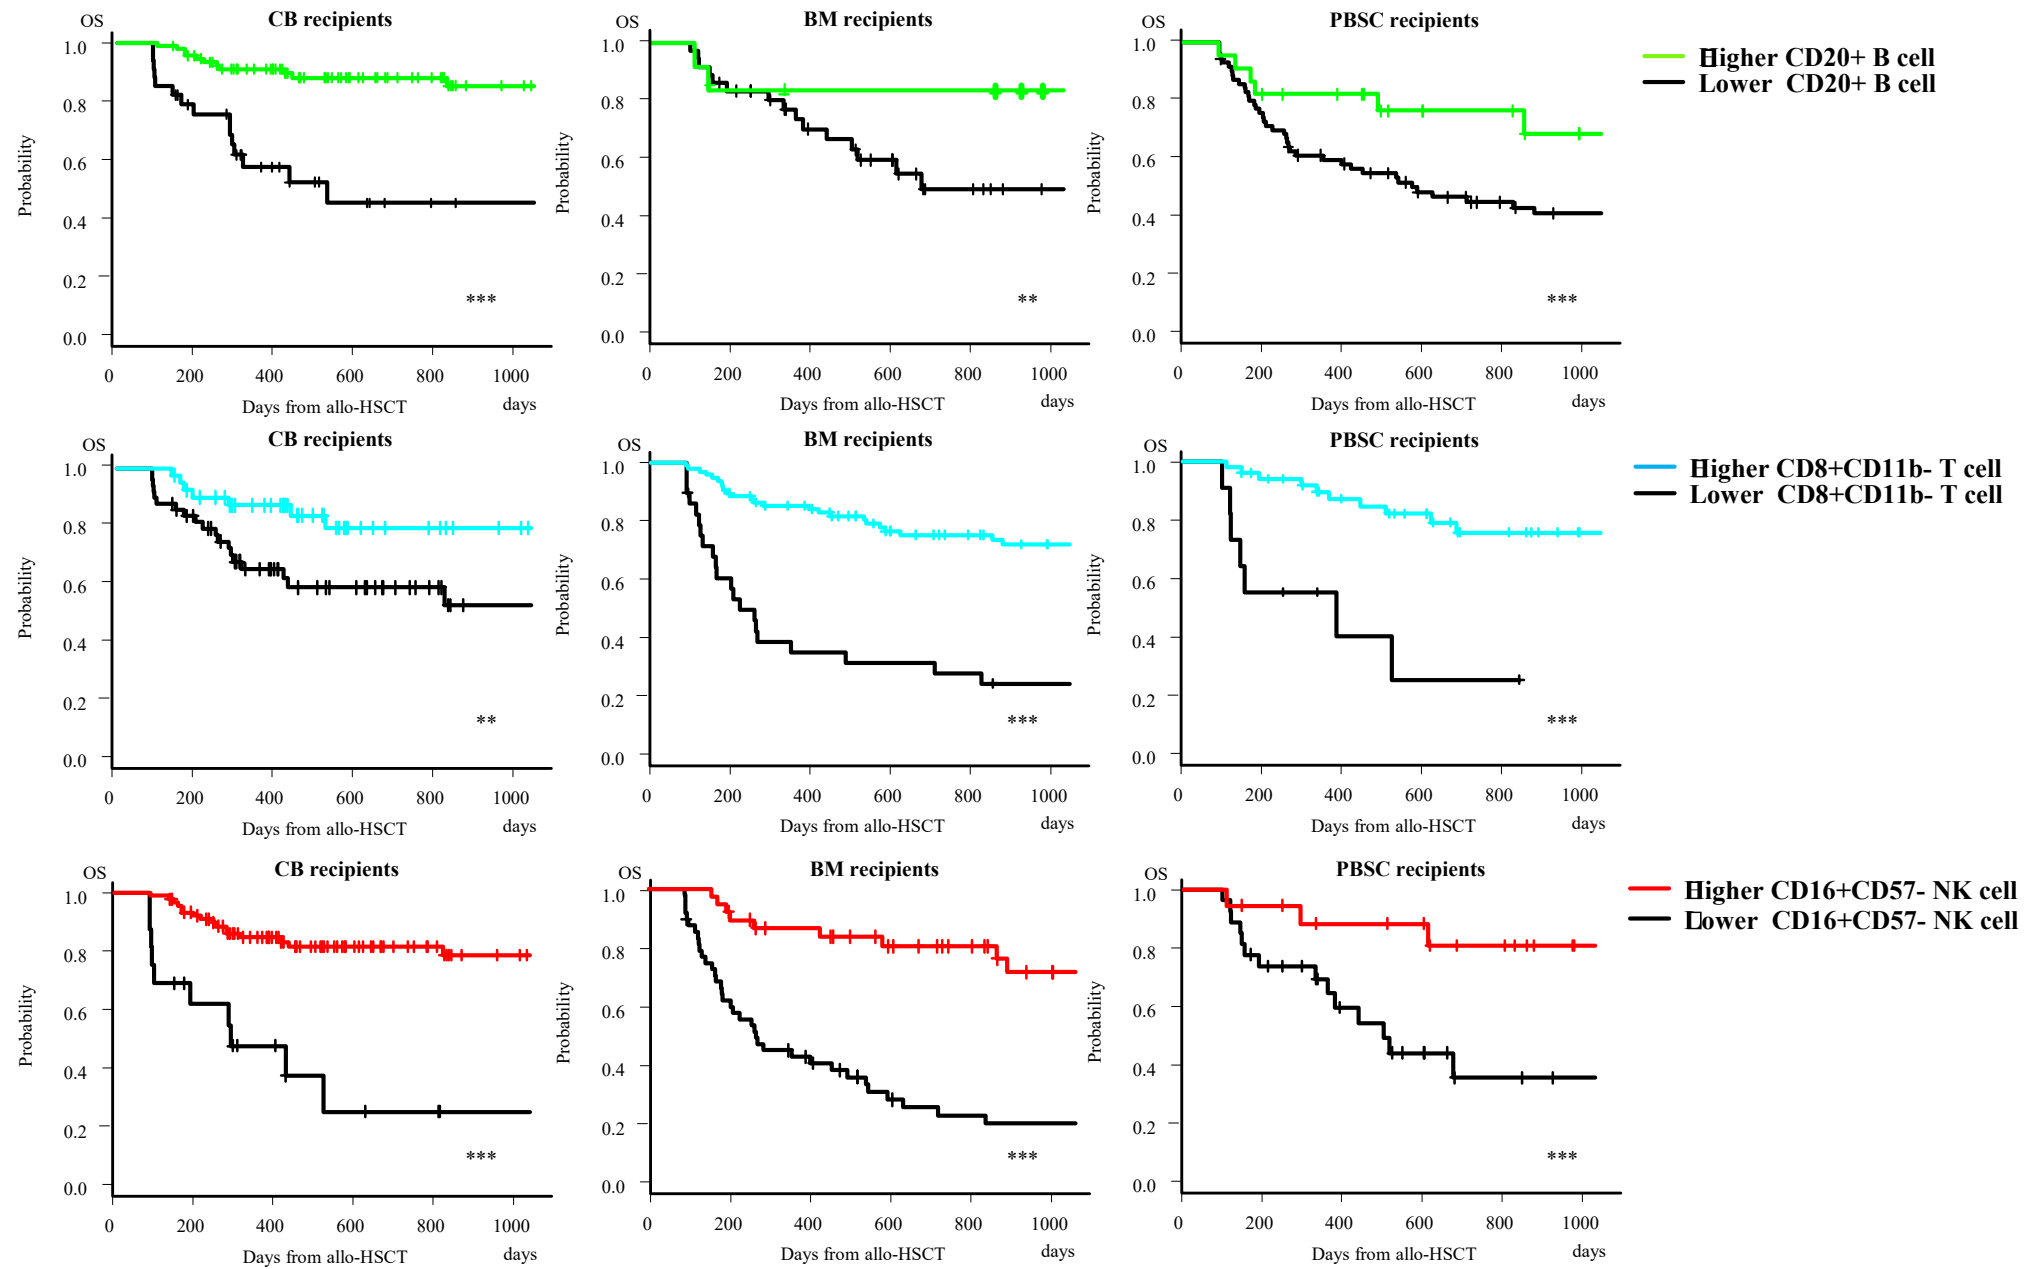 OS CB recipients
1.0
0.8
0.6
0.4
0.2
0.0
Probability
***
0 200 400 600 800 1000
Days from allo-HSCT days
OS BM recipients
1.0
0.8
0.6
0.4
0.2
0.0
Probability
**
0 200 400 600 800 1000
Days from allo-HSCT days
OS PBSC recipients
1.0
0.8
0.6
0.4
0.2
0.0
Probability
***
0 200 400 600 800 1000
Days from allo-HSCT days
Higher CD20+ B cell
Lower CD20+ B cell
OS CB recipients
1.0
0.8
0.6
0.4
0.2
0.0
Probability
**
0 200 400 600 800 1000
Days from allo-HSCT days
OS BM recipients
1.0
0.8
0.6
0.4
0.2
0.0
Probability
***
0 200 400 600 800 1000
Days from allo-HSCT days
OS PBSC recipients
1.0
0.8
0.6
0.4
0.2
0.0
Probability
***
0 200 400 600 800 1000
Days from allo-HSCT days
Higher CD8+CD11b- T cell
Lower CD8+CD11b- T cell
OS CB recipients
1.0
0.8
0.6
0.4
0.2
0.0
Probability
***
0 200 400 600 800 1000
Days from allo-HSCT days
OS BM recipients
1.0
0.8
0.6
0.4
0.2
0.0
Probability
***
0 200 400 600 800 1000
Days from allo-HSCT days
OS PBSC recipients
1.0
0.8
0.6
0.4
0.2
0.0
Probability
***
0 200 400 600 800 1000
Days from allo-HSCT days
Higher CD16+CD57- NK cell
Lower CD16+CD57- NK cell